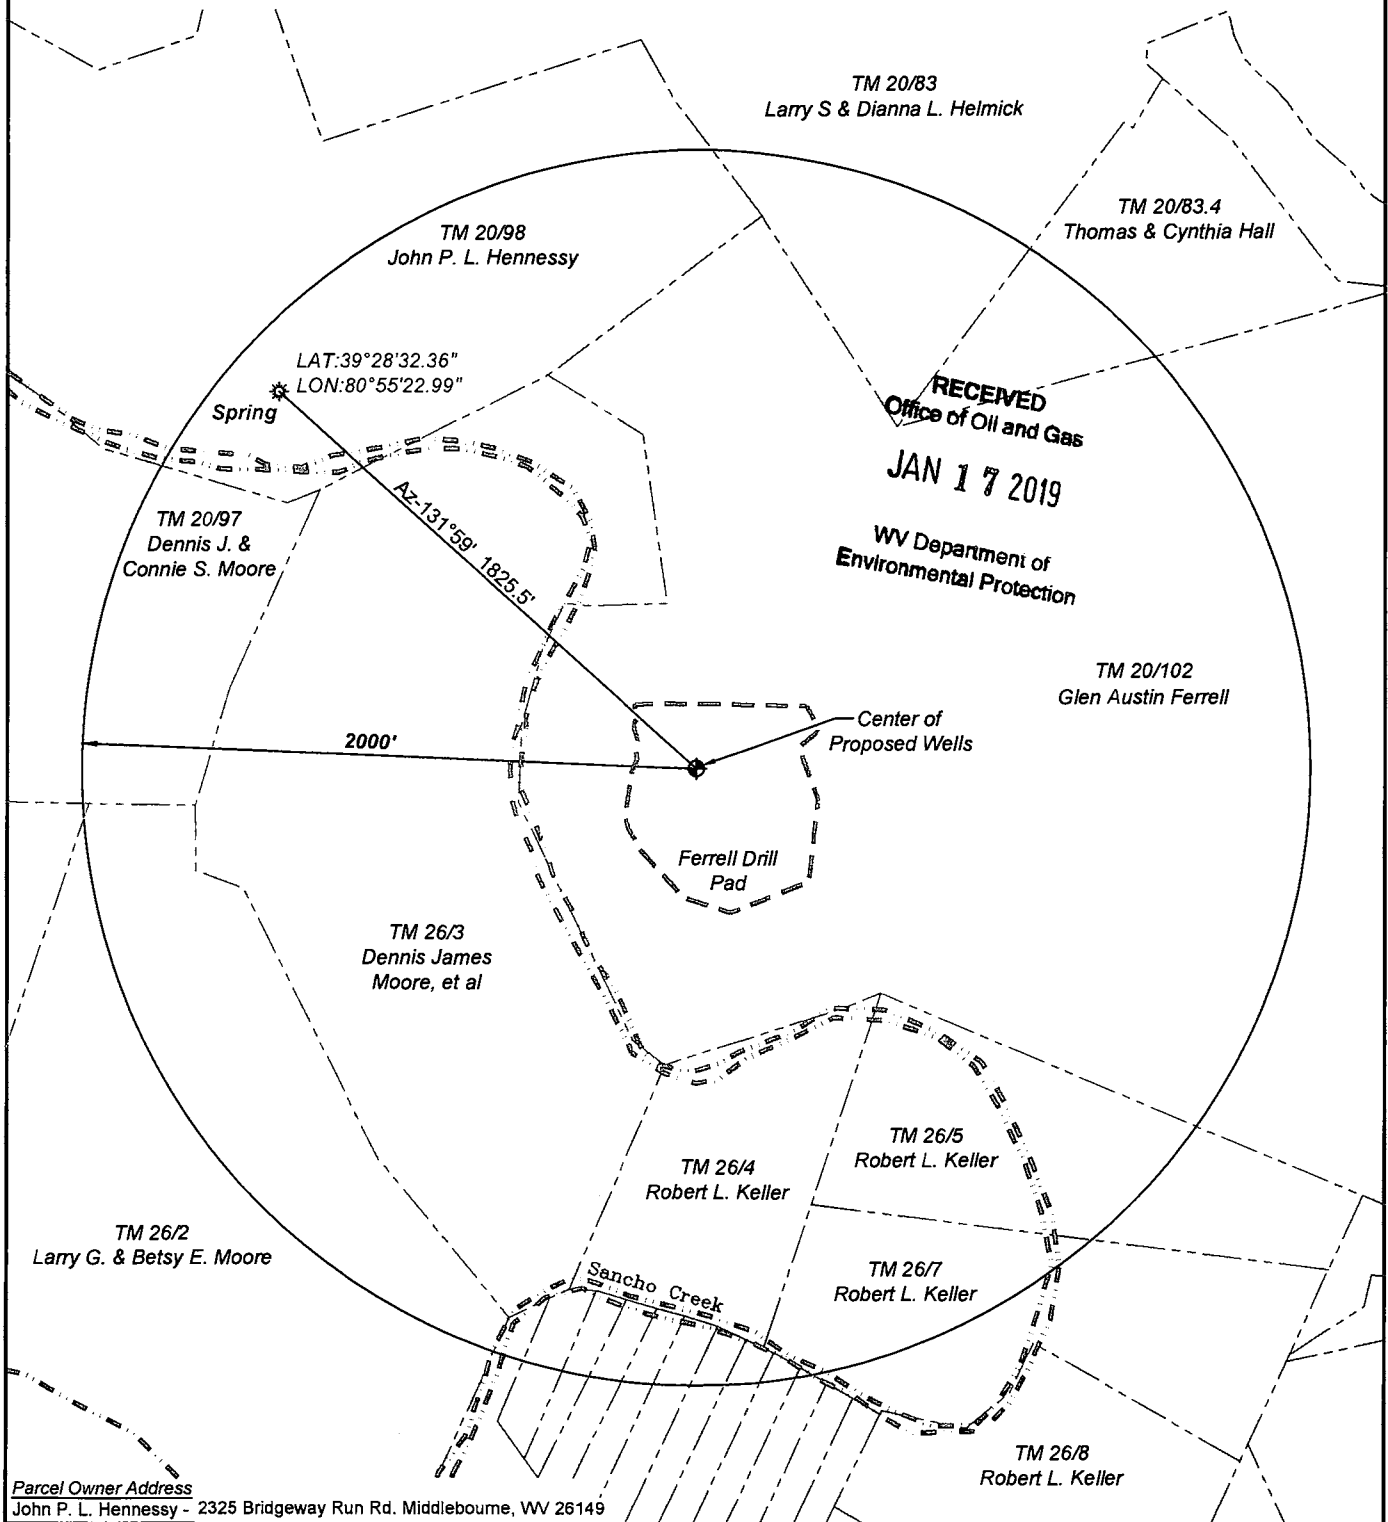 TM 20/83
Larry S & Dianna L. Helmick
TM 20/83.4
Thomas & Cynthia Hall
TM 20/98
John P. L. Hennessy
LAT:39°28'32.36"
LON:80°55'22.99"
Spring
RECEIVED
Office of Oil and Gas
JAN 17 2019
WV Department of
Environmental Protection
TM 20/97
Dennis J. &
Connie S. Moore
Az-131°59' 1825.5'
TM 20/102
Glen Austin Ferrell
Center of
Proposed Wells
2000'
Ferrell Drill
Pad
TM 26/3
Dennis James
Moore, et al
TM 26/5
Robert L. Keller
TM 26/4
Robert L. Keller
TM 26/2
Larry G. & Betsy E. Moore
TM 26/7
Robert L. Keller
Sancho Creek
TM 26/8
Robert L. Keller
Parcel Owner Address
John P. L. Hennessy - 2325 Bridgeway Run Rd. Middlebourne, WV 26149